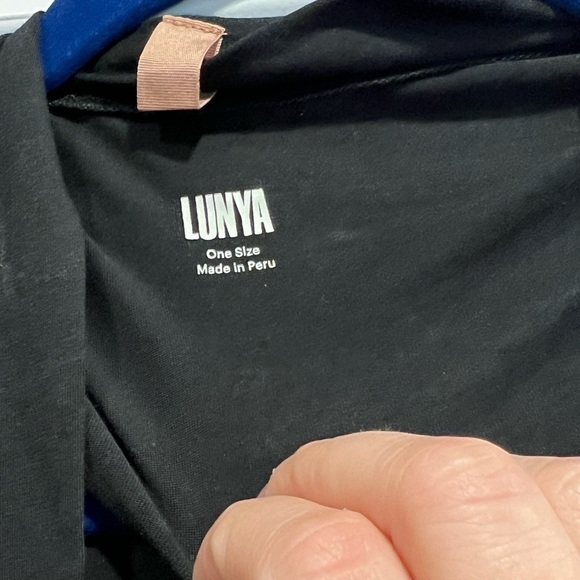 LUNYA
One Size
Made in Peru